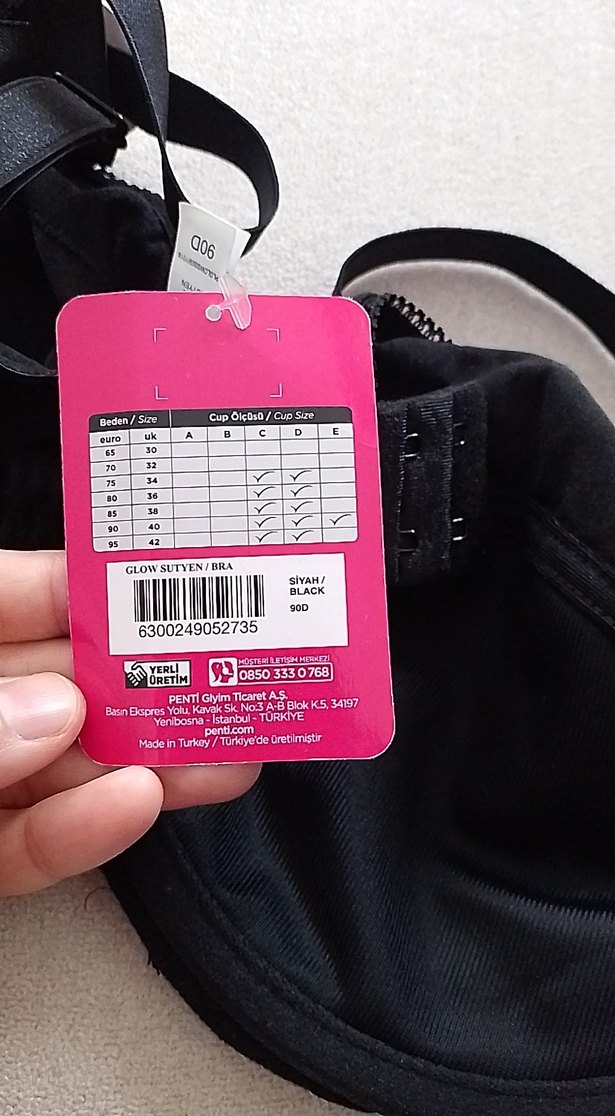 90D
Beden / Size Cup Ölçüsü / Cup Size
euro uk A B C D E
65 30
70 32
75 34 ✓ ✓
80 36 ✓ ✓
85 38 ✓ ✓
90 40 ✓ ✓ ✓
95 42 ✓ ✓
GLOW SUTYEN / BRA
SİYAH /
BLACK
90D
6300249052735
YERLİ
ÜRETİM
MÜŞTERİ İLETİŞİM MERKEZİ
0850 333 0 768
PENTİ Giyim Ticaret A.Ş.
Basın Ekspres Yolu, Kavak Sk. No:3 A-B Blok K.5, 34197
Yenibosna - İstanbul - TÜRKİYE
penti.com
Made in Turkey / Türkiye'de üretilmiştir